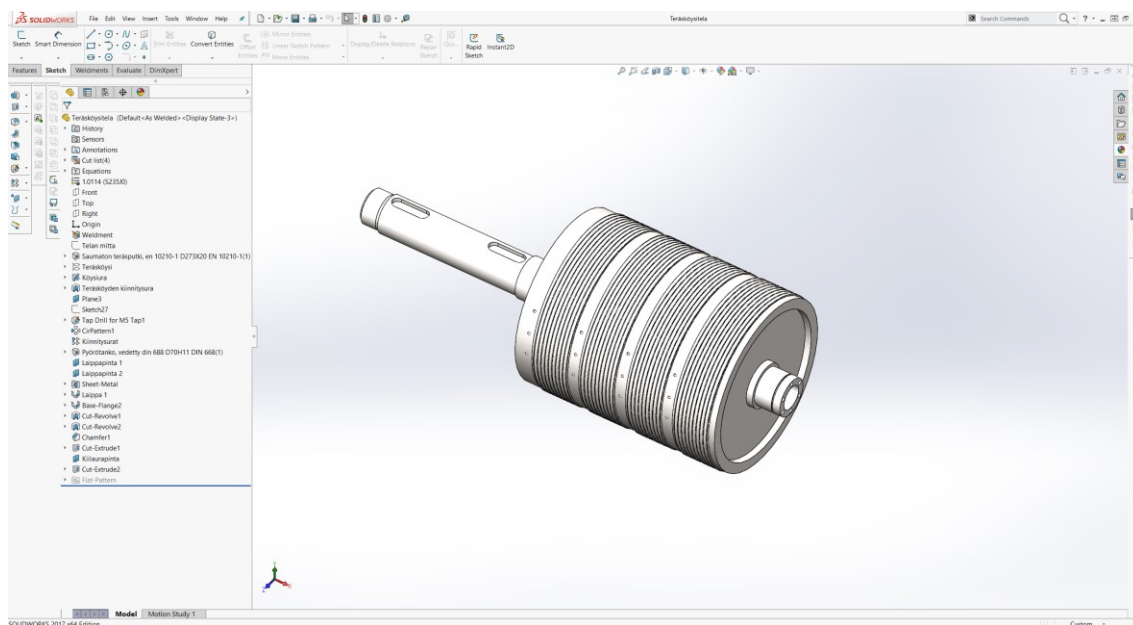 SOLIDWORKS File Edit View Insert Tools Window Help
Teräsköysitela
Search Commands
Sketch Smart Dimension Trim Entities Convert Entities Offset Entities Mirror Entities Linear Sketch Pattern Move Entities Display/Delete Relations Repair Sketch Qui... Rapid Sketch Instant2D
Features Sketch Weldments Evaluate DimXpert
Teräsköysitela (Default<As Welded><Display State-3>)
History
Sensors
Annotations
Cut list(4)
Equations
1.0114 (S235J0)
Front
Top
Right
Origin
Weldment
Telan mitta
Saumaton teräsputki, en 10210-1 D273X20 EN 10210-1(1)
Teräsköysi
Köysiura
Teräsköyden kiinnitysura
Plane3
Sketch27
Tap Drill for M5 Tap1
CirPattern1
Kiinnitysurat
Pyörötanko, vedetty din 688 D70H11 DIN 668(1)
Laippapinta 1
Laippapinta 2
Sheet-Metal
Laippa 1
Base-Flange2
Cut-Revolve1
Cut-Revolve2
Chamfer1
Cut-Extrude1
Kiilaurapinta
Cut-Extrude2
Flat-Pattern
Model Motion Study 1
SOLIDWORKS 2017 x64 Edition
Custom